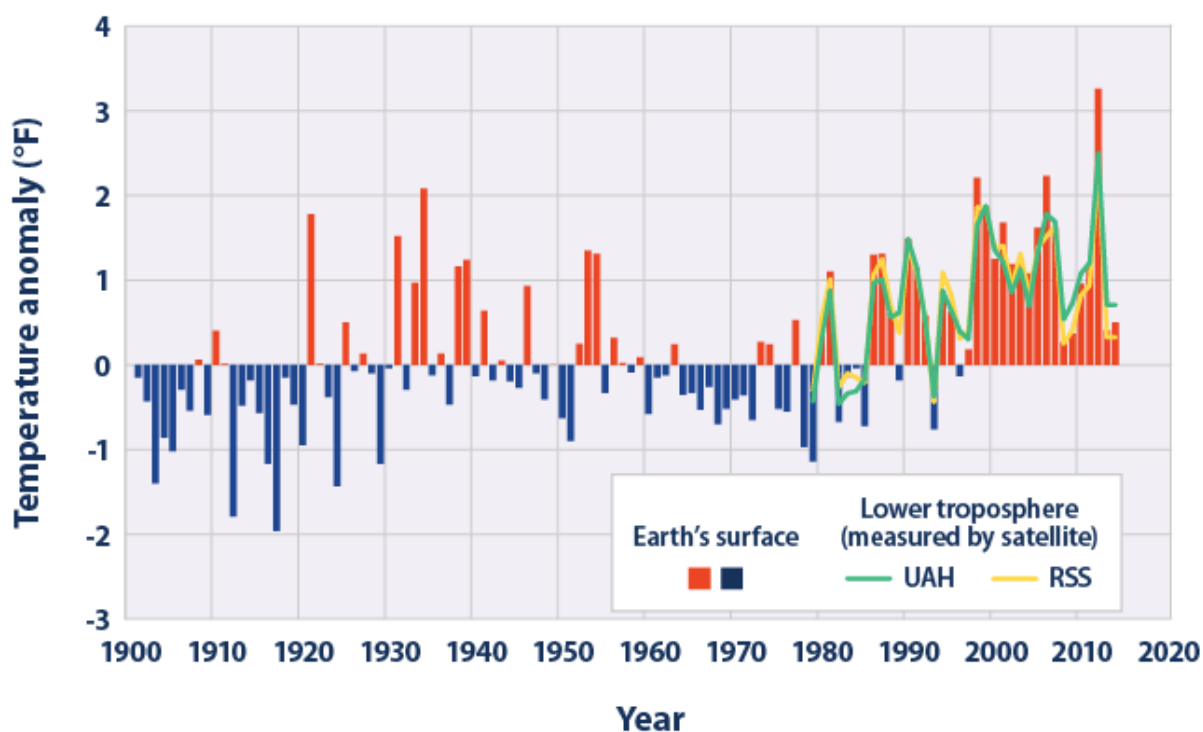 4
3
2
1
0
-1
-2
-3
Temperature anomaly (°F)
1900 1910 1920 1930 1940 1950 1960 1970 1980 1990 2000 2010 2020
Year
Earth's surface
Lower troposphere
(measured by satellite)
UAH RSS